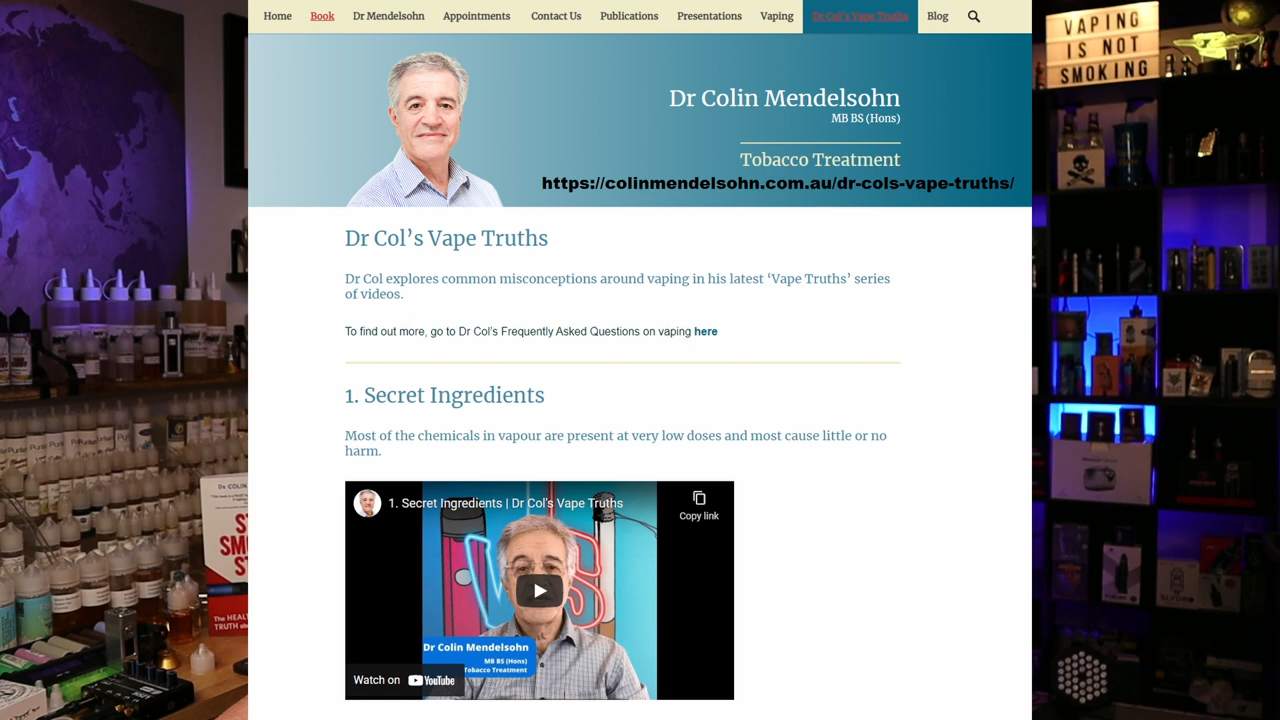 Home Book Dr Mendelsohn Appointments Contact Us Publications Presentations Vaping Dr Col's Vape Truths Blog
VAPING
IS NOT
SMOKING
Dr Colin Mendelsohn
MB BS (Hons)
Tobacco Treatment
https://colinmendelsohn.com.au/dr-cols-vape-truths/
Dr Col’s Vape Truths
Dr Col explores common misconceptions around vaping in his latest ‘Vape Truths’ series
of videos.
To find out more, go to Dr Col’s Frequently Asked Questions on vaping here
1. Secret Ingredients
Most of the chemicals in vapour are present at very low doses and most cause little or no
harm.
1. Secret Ingredients | Dr Col's Vape Truths
Copy link
Dr Colin Mendelsohn
MB BS (Hons)
Tobacco Treatment
Watch on YouTube
Dr COLIN
The HEALT
TRUTH